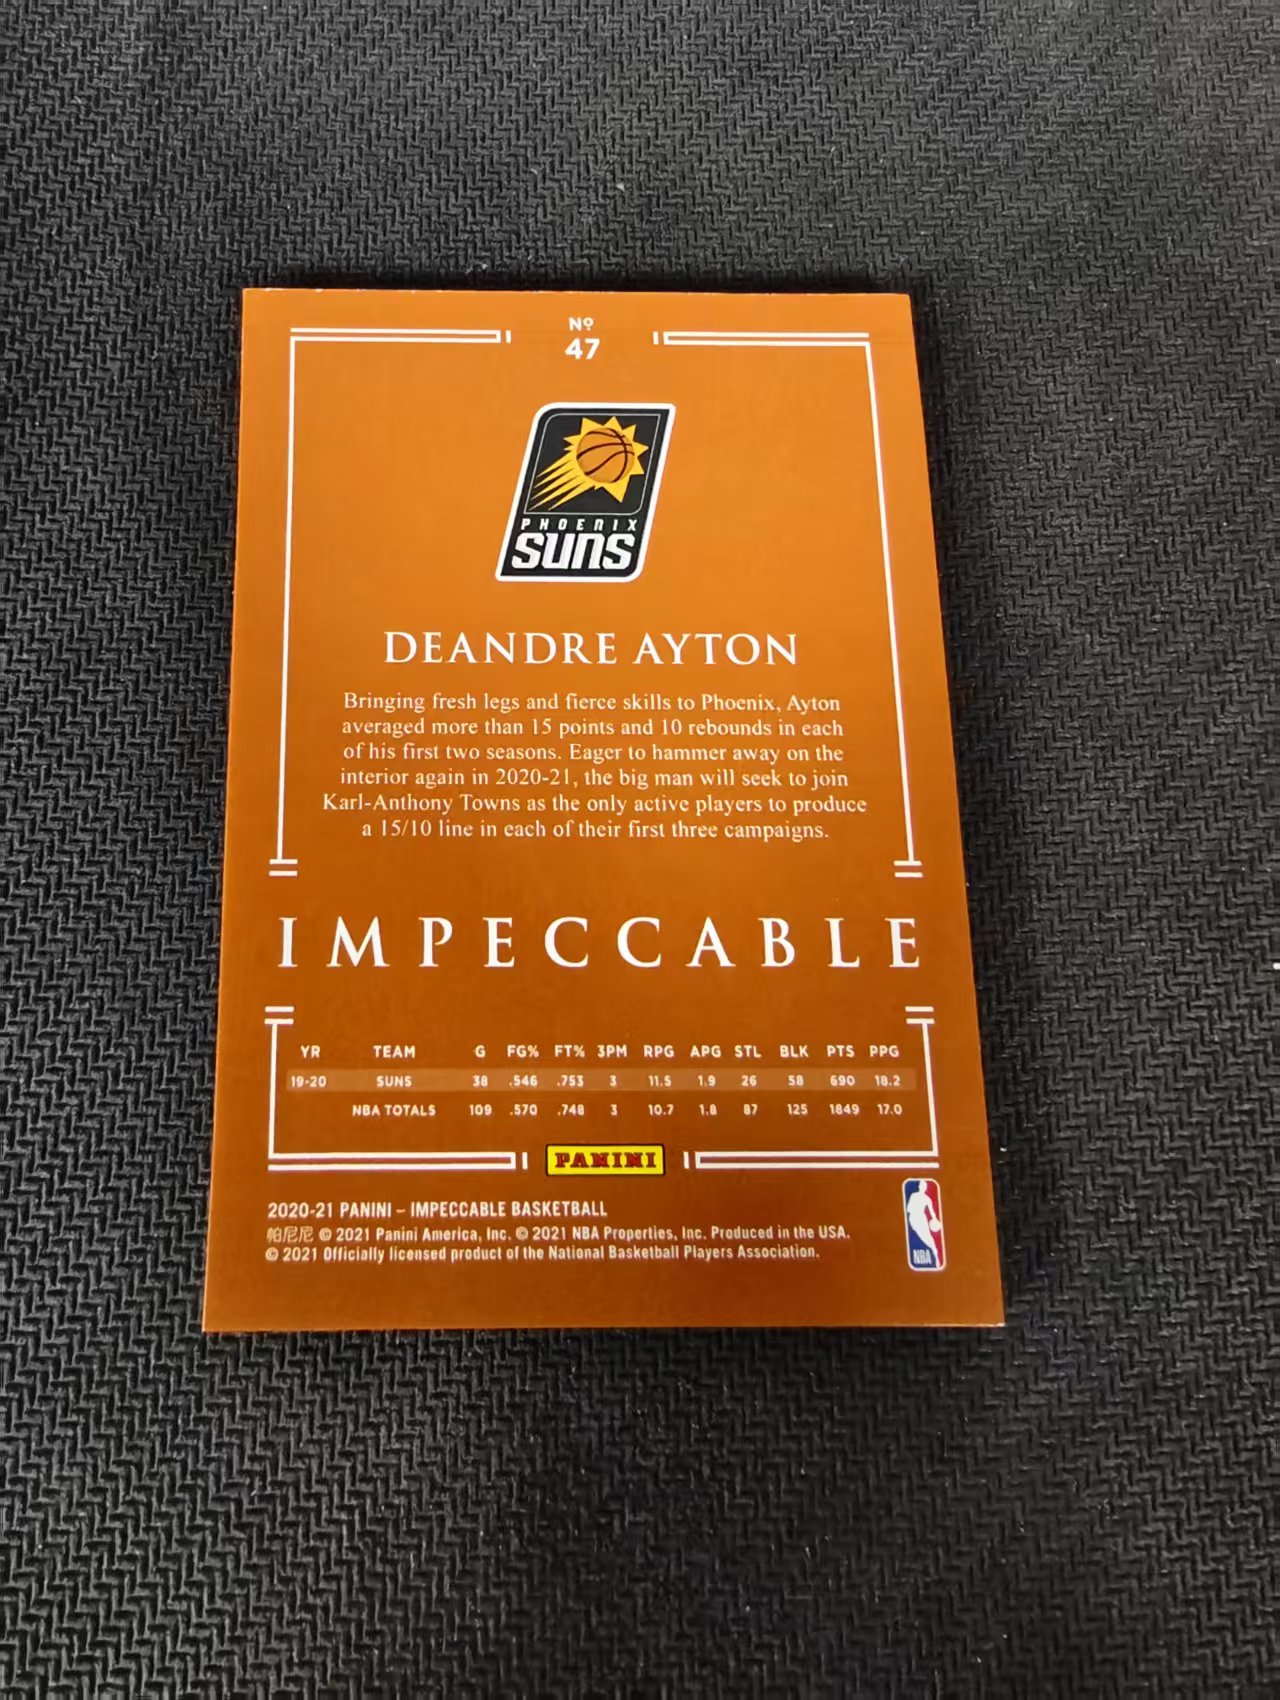 Nº
47
PHOENIX
SUNS
DEANDRE AYTON
Bringing fresh legs and fierce skills to Phoenix, Ayton
averaged more than 15 points and 10 rebounds in each
of his first two seasons. Eager to hammer away on the
interior again in 2020-21, the big man will seek to join
Karl-Anthony Towns as the only active players to produce
a 15/10 line in each of their first three campaigns.
IMPECCABLE
YR TEAM G FG% FT% 3PM RPG APG STL BLK PTS PPG
19-20 SUNS 38 .546 .753 3 11.5 1.9 26 58 690 18.2
NBA TOTALS 109 .570 .748 3 10.7 1.8 87 125 1849 17.0
PANINI
2020-21 PANINI – IMPECCABLE BASKETBALL
帕尼尼 © 2021 Panini America, Inc. © 2021 NBA Properties, Inc. Produced in the USA.
© 2021 Officially licensed product of the National Basketball Players Association.
NBA